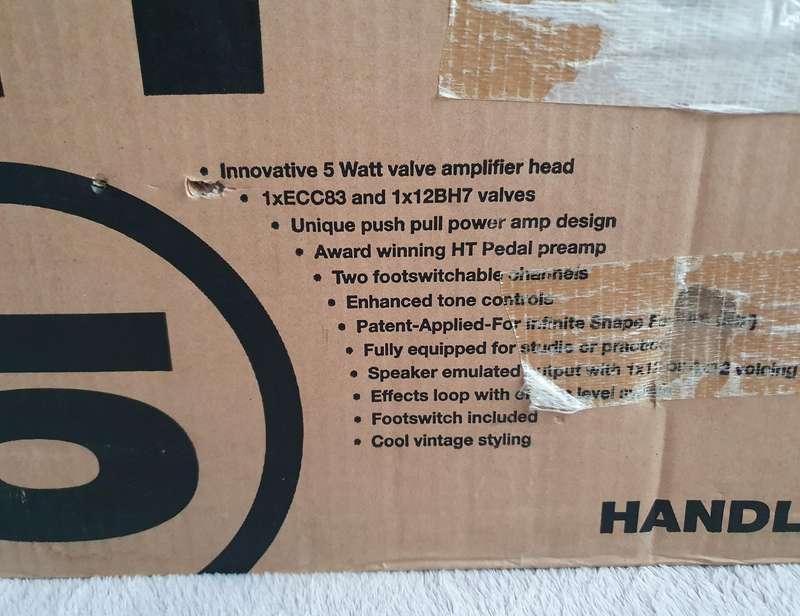 • Innovative 5 Watt valve amplifier head
• 1xECC83 and 1x12BH7 valves
• Unique push pull power amp design
• Award winning HT Pedal preamp
• Two footswitchable channels
• Enhanced tone controls
• Patent-Applied-For Infinite Shape
• Fully equipped for studio or practice
• Speaker emulated output with voicing
• Effects loop with level
• Footswitch included
• Cool vintage styling
HANDL